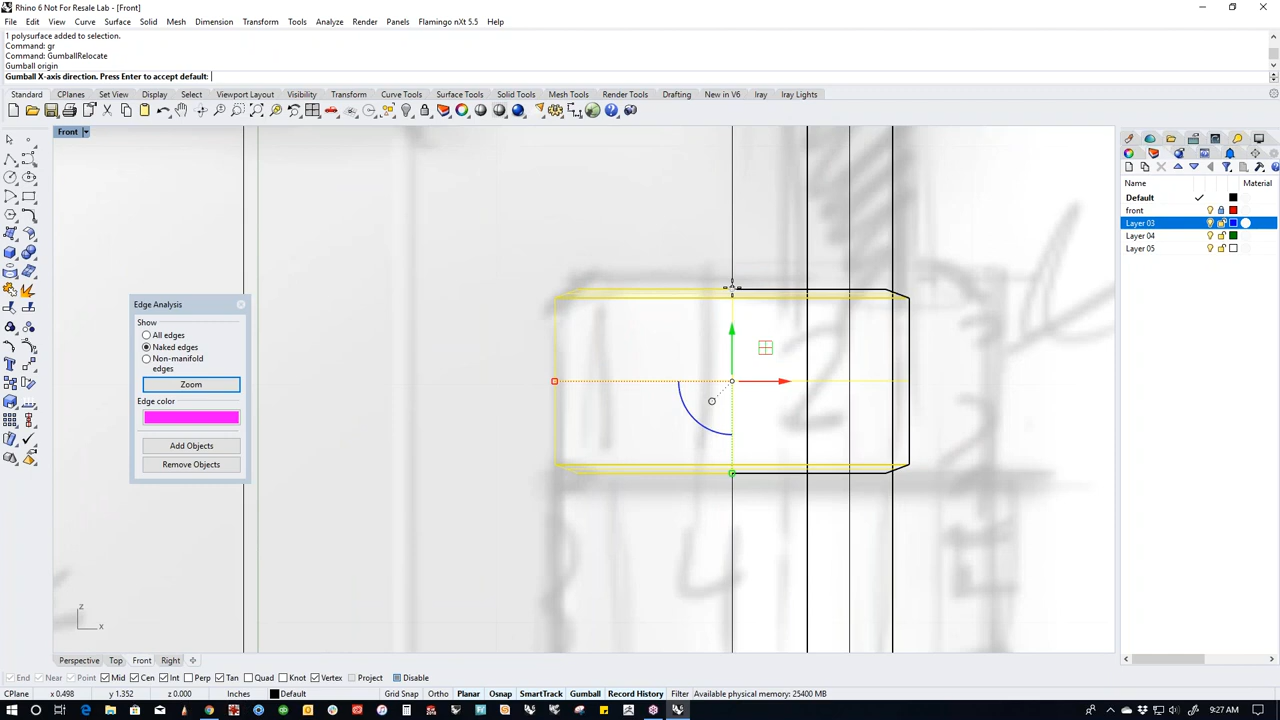 Rhino 6 Not For Resale Lab - [Front]
File Edit View Curve Surface Solid Mesh Dimension Transform Tools Analyze Render Panels Flamingo nXt 5.5 Help
1 polysurface added to selection.
Command: gr
Command: GumballRelocate
Gumball origin
Gumball X-axis direction. Press Enter to accept default:
Standard CPlanes Set View Display Select Viewport Layout Visibility Transform Curve Tools Surface Tools Solid Tools Mesh Tools Render Tools Drafting New in V6 Iray Iray Lights
Front
Name Material
Default
front
Layer 03
Layer 04
Layer 05
Edge Analysis
Show
All edges
Naked edges
Non-manifold
edges
Zoom
Edge color
Add Objects
Remove Objects
2
4
z
x
Perspective Top Front Right
End Near Point Mid Cen Int Perp Tan Quad Knot Vertex Project Disable
CPlane x 0.498 y 1.352 z 0.000 Inches Default Grid Snap Ortho Planar Osnap SmartTrack Gumball Record History Filter Available physical memory: 25400 MB
9:27 AM